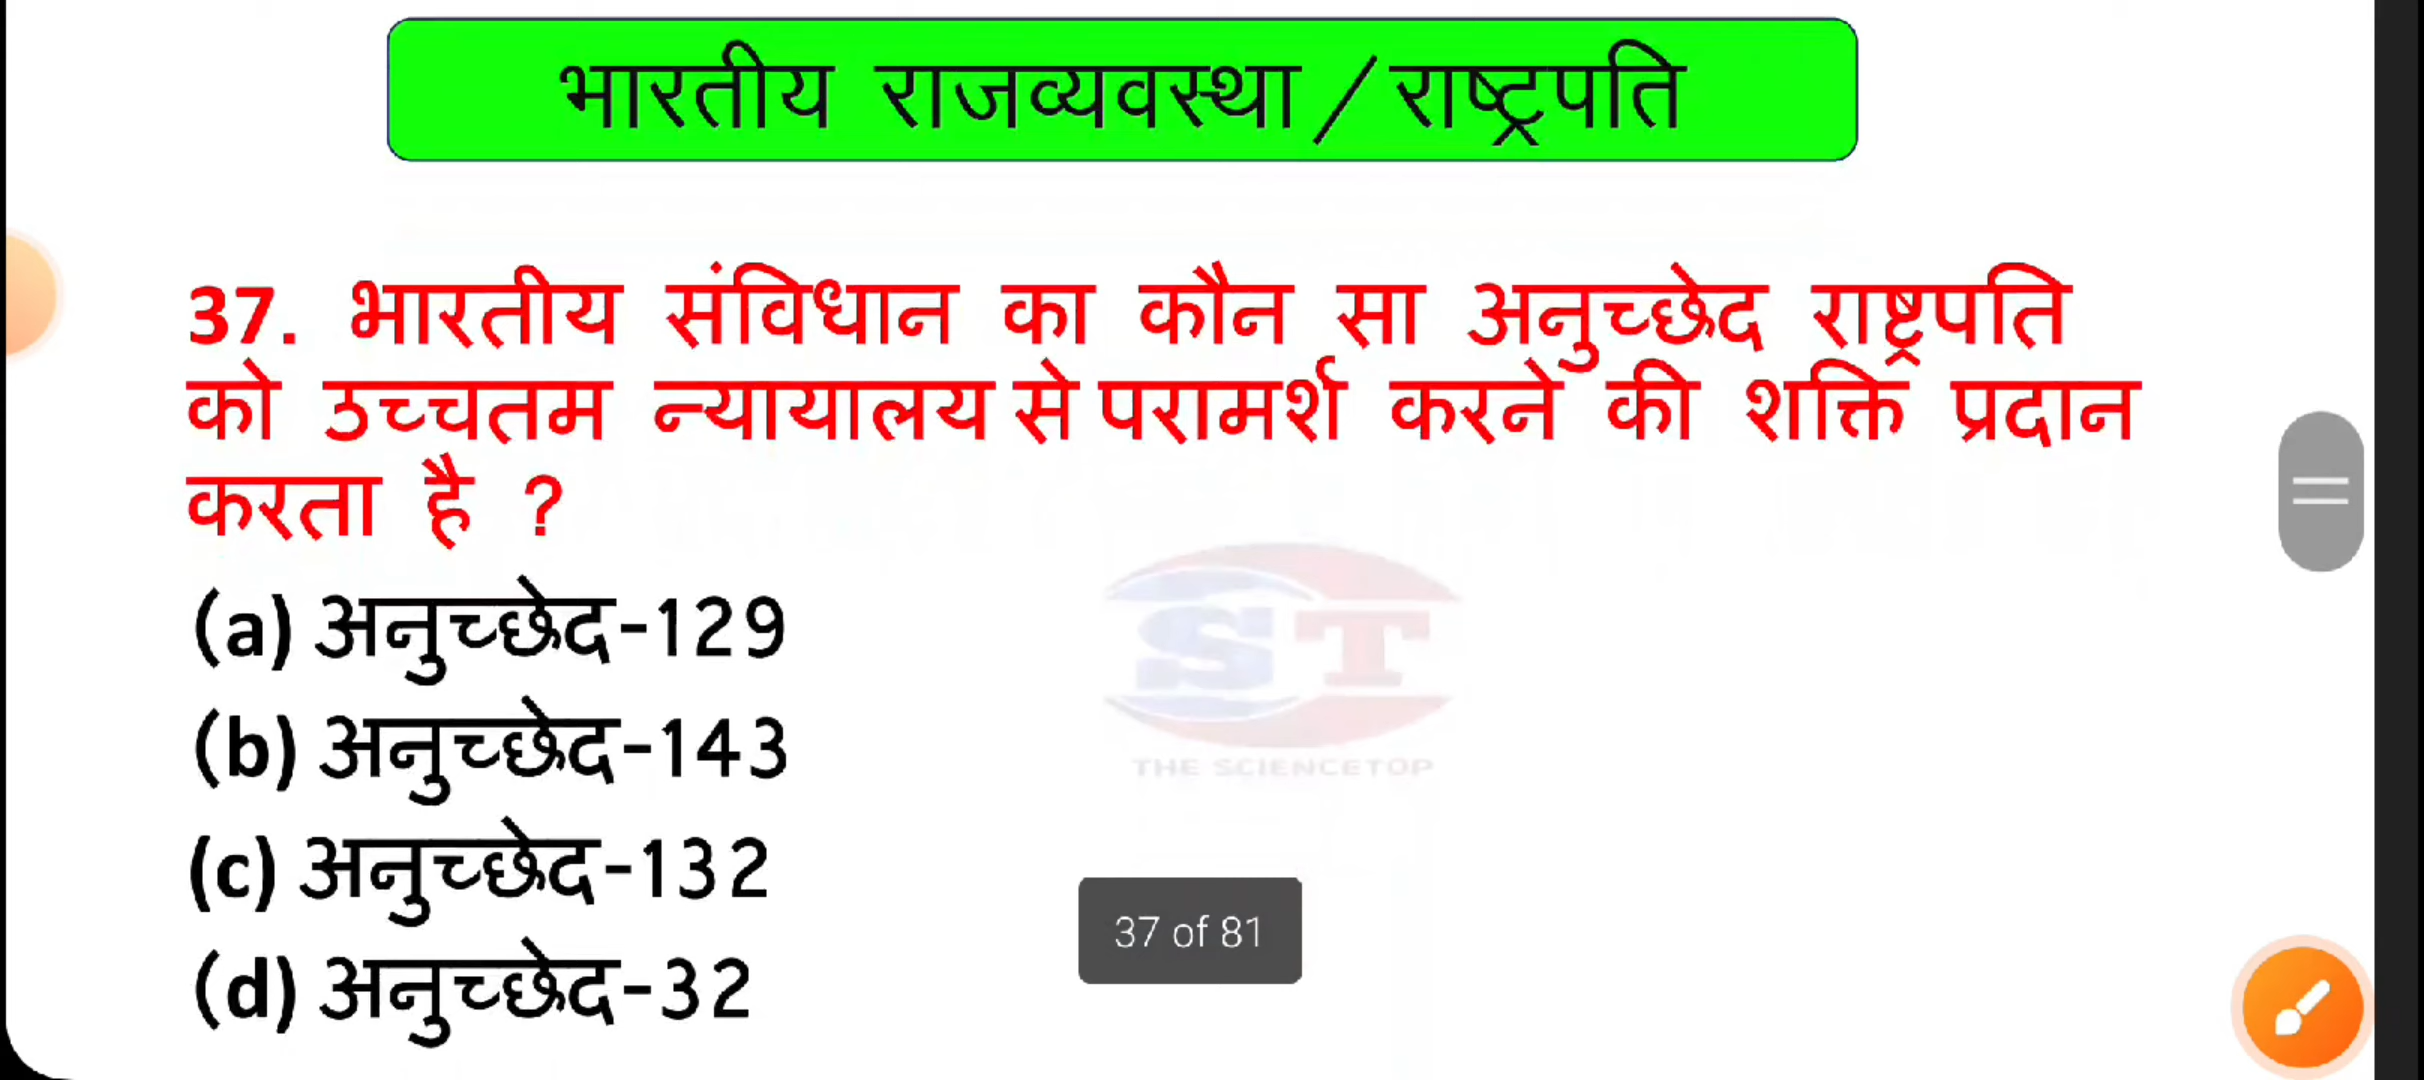 भारतीय राजव्यवस्था/राष्ट्रपति
37. भारतीय संविधान का कौन सा अनुच्छेद राष्ट्रपति
को उच्चतम न्यायालय से परामर्श करने की शक्ति प्रदान
करता है ?
(a) अनुच्छेद-129
(b) अनुच्छेद-143
ST
THE SCIENCETOP
(c) अनुच्छेद-132
37 of 81
(d) अनुच्छेद-32